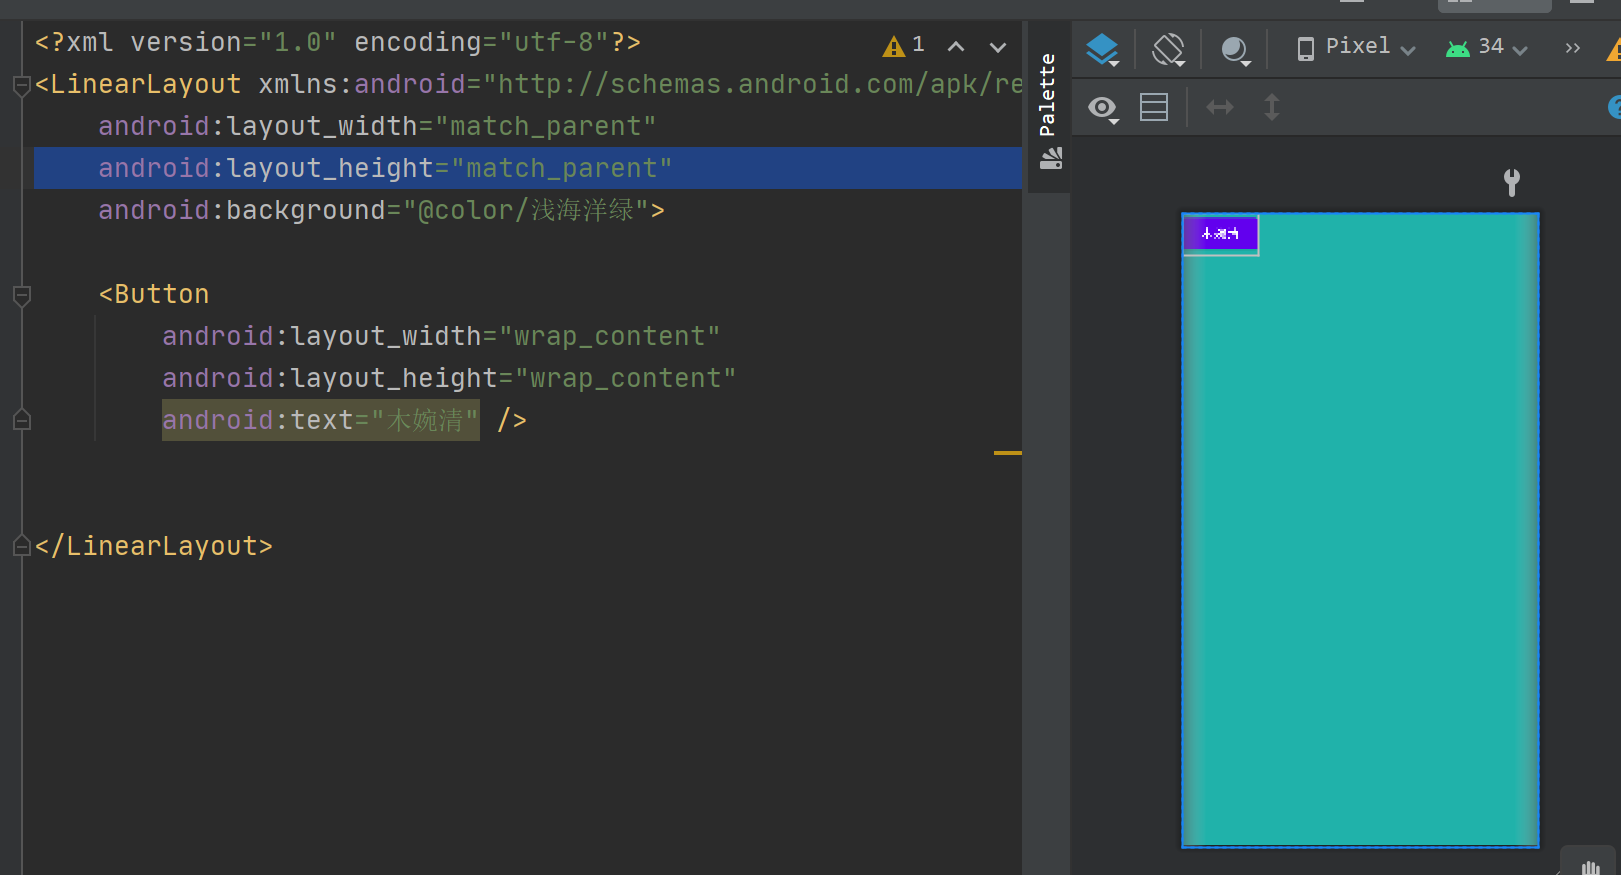 <?xml version="1.0" encoding="utf-8"?>
1
<LinearLayout xmlns:android="http://schemas.android.com/apk/re
android:layout_width="match_parent"
android:layout_height="match_parent"
android:background="@color/浅海洋绿">
<Button
android:layout_width="wrap_content"
android:layout_height="wrap_content"
android:text="木婉清" />
</LinearLayout>
Palette
Pixel
34